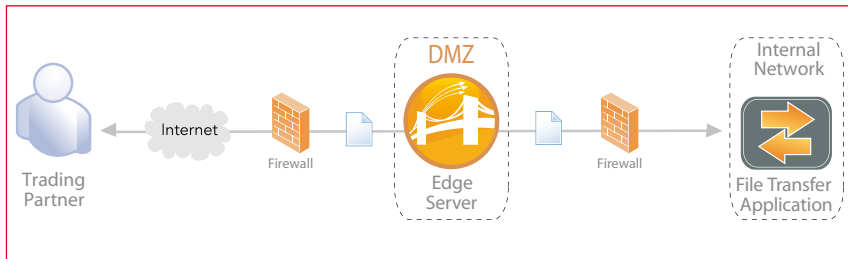 DMZ
Internal
Network
Internet
Firewall
Firewall
Trading
Partner
Edge
Server
File Transfer
Application